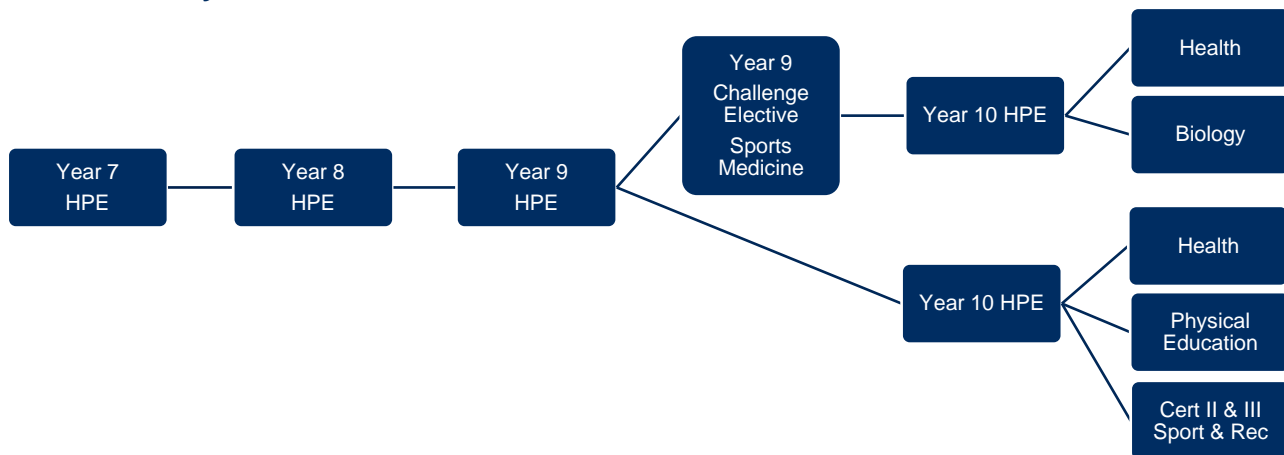 Year 7
HPE
Year 8
HPE
Year 9
HPE
Year 9
Challenge
Elective
Sports
Medicine
Year 10 HPE
Health
Biology
Year 10 HPE
Health
Physical
Education
Cert II & III
Sport & Rec